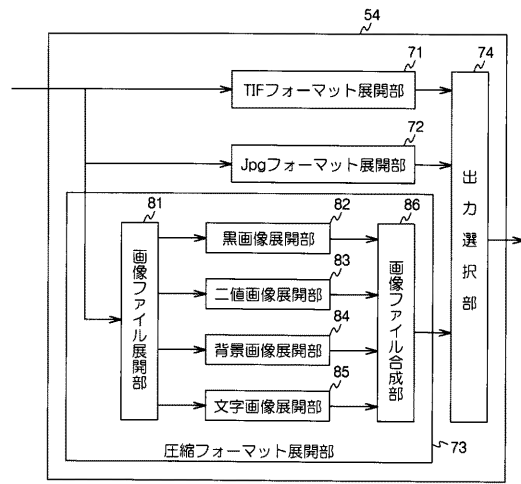 54
71
74
TIFフォーマット展開部
72
Jpgフォーマット展開部
81
82
86
黒画像展開部
83
二値画像展開部
84
背景画像展開部
85
文字画像展開部
画像ファイル展開部
画像ファイル合成部
出力選択部
圧縮フォーマット展開部
73